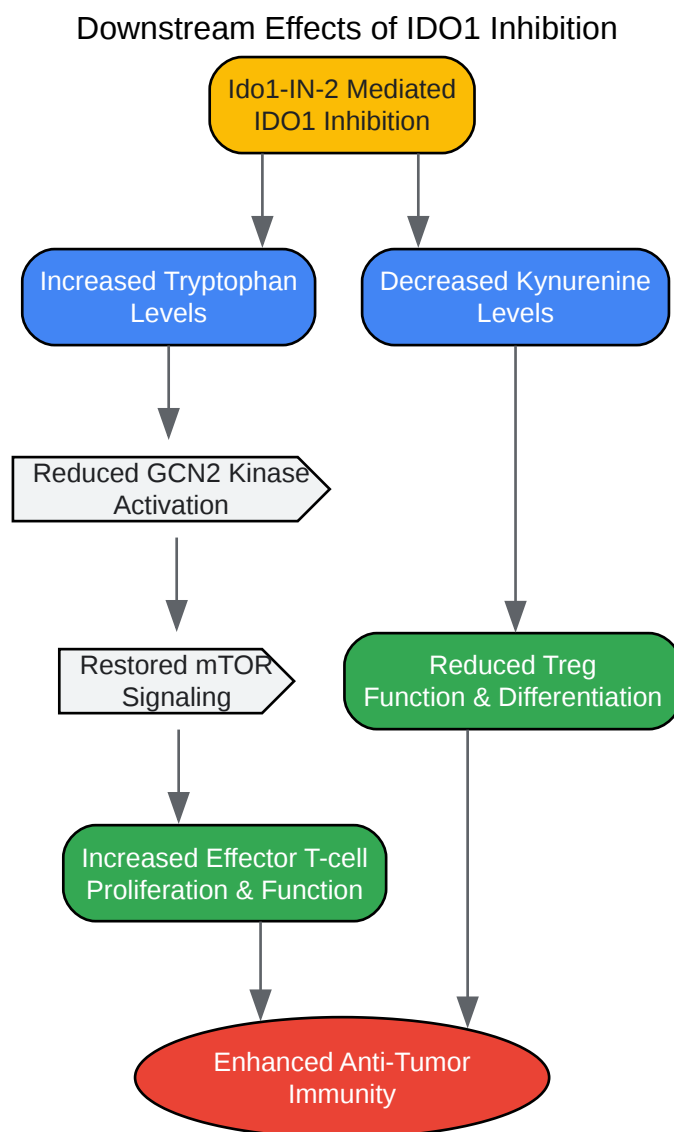 Downstream Effects of IDO1 Inhibition
Ido1-IN-2 Mediated
IDO1 Inhibition
Increased Tryptophan
Levels
Decreased Kynurenine
Levels
Reduced GCN2 Kinase
Activation
Restored mTOR
Signaling
Reduced Treg
Function & Differentiation
Increased Effector T-cell
Proliferation & Function
Enhanced Anti-Tumor
Immunity